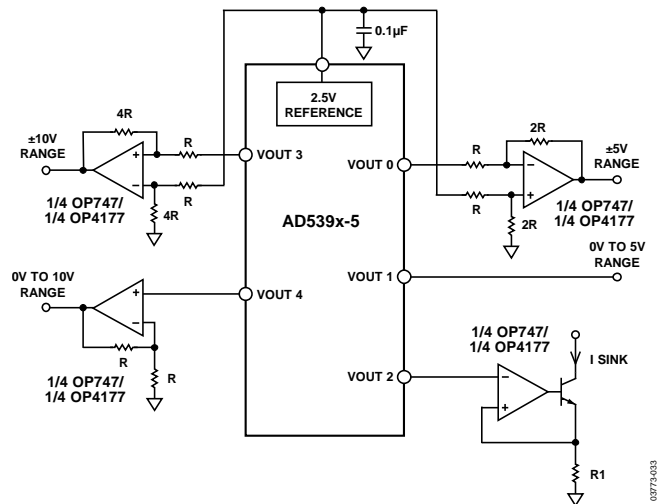 0.1µF
2.5V
REFERENCE
4R
R
±10V
RANGE
+
–
VOUT 3
R
4R
1/4 OP747/
1/4 OP4177
VOUT 0
R
2R
–
+
±5V
RANGE
R
2R
1/4 OP747/
1/4 OP4177
AD539x-5
0V TO 10V
RANGE
+
–
VOUT 4
R
R
1/4 OP747/
1/4 OP4177
VOUT 1
0V TO 5V
RANGE
1/4 OP747/
1/4 OP4177
I SINK
VOUT 2
–
+
R1
03773-033